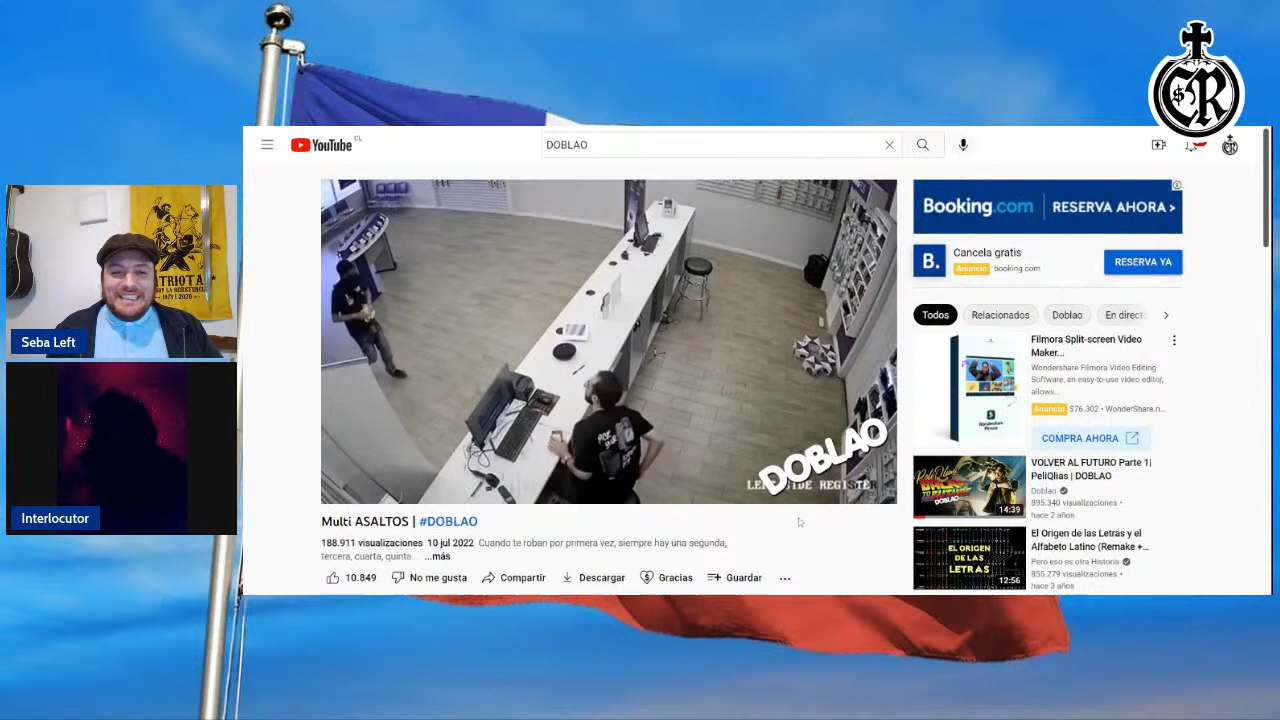 CR
YouTube CL
DOBLAO
Booking.com RESERVA AHORA >
B. Cancela gratis
Anuncio booking.com
RESERVA YA
Todos Relacionados Doblao
Filmora Split-screen Video
Maker...
Wondershare Filmora Video Editing
Software, an easy-to-use video editor,
allows...
Anuncio $76.302 • WonderShare.n...
COMPRA AHORA
VOLVER AL FUTURO Parte 1|
PeliQlias | DOBLAO
Doblao
895.340 visualizaciones •
hace 2 años
14:39
El Origen de las Letras y el
Alfabeto Latino (Remake +...
Pero eso es otra Historia
855.279 visualizaciones •
hace 3 años
EL ORIGEN
DE LAS
LETRAS
12:56
DOBLAO
REGISTER
Multi ASALTOS | #DOBLAO
188.911 visualizaciones 10 jul 2022 Cuando te roban por primera vez, siempre hay una segunda,
tercera, cuarta, quinta... ...más
10.849 No me gusta Compartir Descargar Gracias Guardar ...
Seba Left
1973 | 2020
Interlocutor